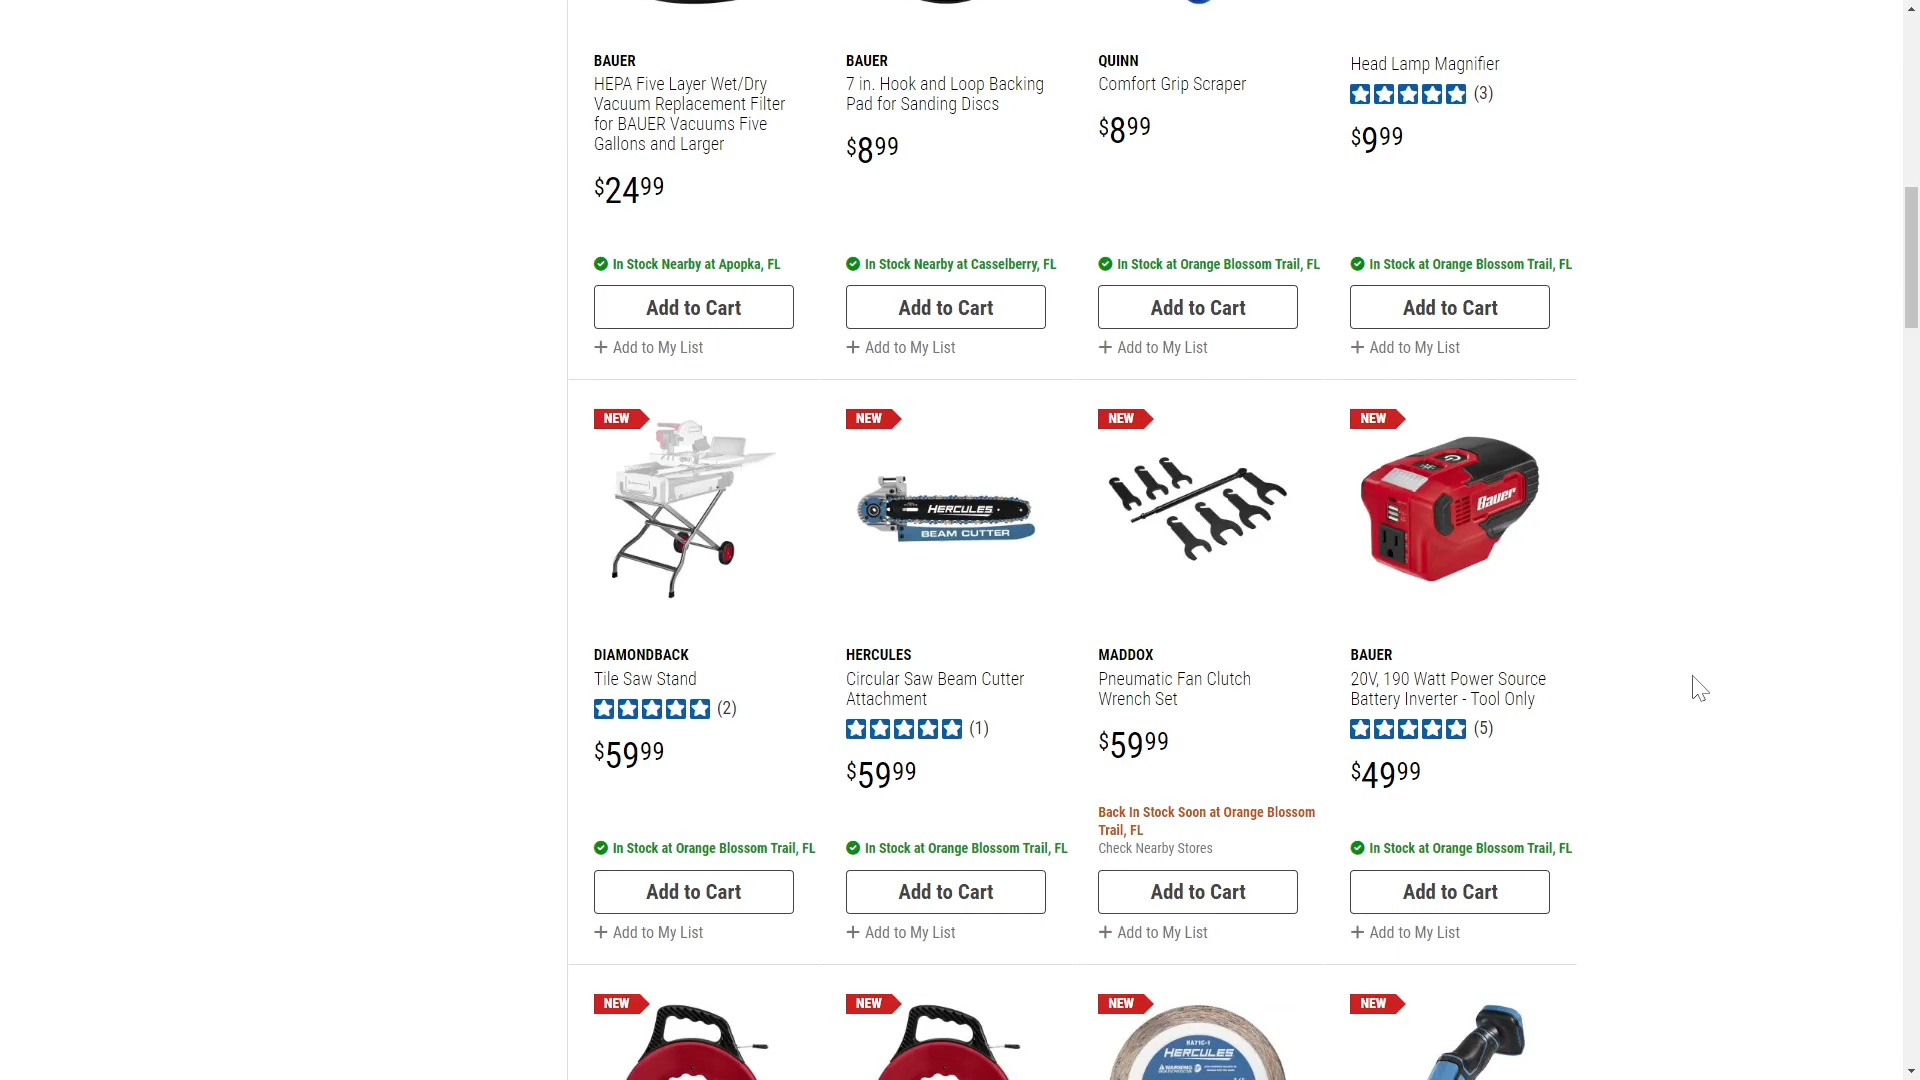 BAUER
HEPA Five Layer Wet/Dry
Vacuum Replacement Filter
for BAUER Vacuums Five
Gallons and Larger
$24.99
In Stock Nearby at Apopka, FL
Add to Cart
+ Add to My List
BAUER
7 in. Hook and Loop Backing
Pad for Sanding Discs
$8.99
In Stock Nearby at Casselberry, FL
Add to Cart
+ Add to My List
QUINN
Comfort Grip Scraper
$8.99
In Stock at Orange Blossom Trail, FL
Add to Cart
+ Add to My List
Head Lamp Magnifier
(3)
$9.99
In Stock at Orange Blossom Trail, FL
Add to Cart
+ Add to My List
NEW
DIAMONDBACK
Tile Saw Stand
(2)
$59.99
In Stock at Orange Blossom Trail, FL
Add to Cart
+ Add to My List
NEW
HERCULES
BEAM CUTTER
HERCULES
Circular Saw Beam Cutter
Attachment
(1)
$59.99
In Stock at Orange Blossom Trail, FL
Add to Cart
+ Add to My List
NEW
MADDOX
Pneumatic Fan Clutch
Wrench Set
$59.99
Back In Stock Soon at Orange Blossom
Trail, FL
Check Nearby Stores
Add to Cart
+ Add to My List
NEW
Bauer
BAUER
20V, 190 Watt Power Source
Battery Inverter - Tool Only
(5)
$49.99
In Stock at Orange Blossom Trail, FL
Add to Cart
+ Add to My List
NEW
NEW
NEW
HERCULES
WARNING
NEW